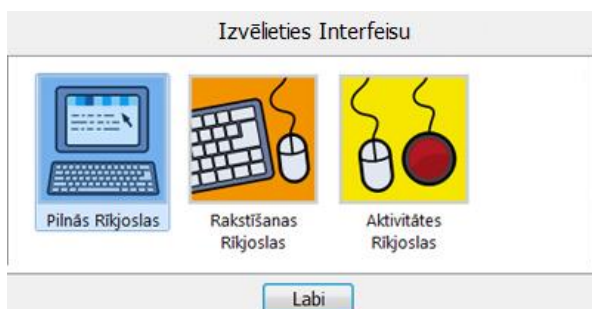 Izvēlieties Interfeisu
Pilnās Rīkjoslas
Rakstīšanas
Rīkjoslas
Aktivitātes
Rīkjoslas
Labi